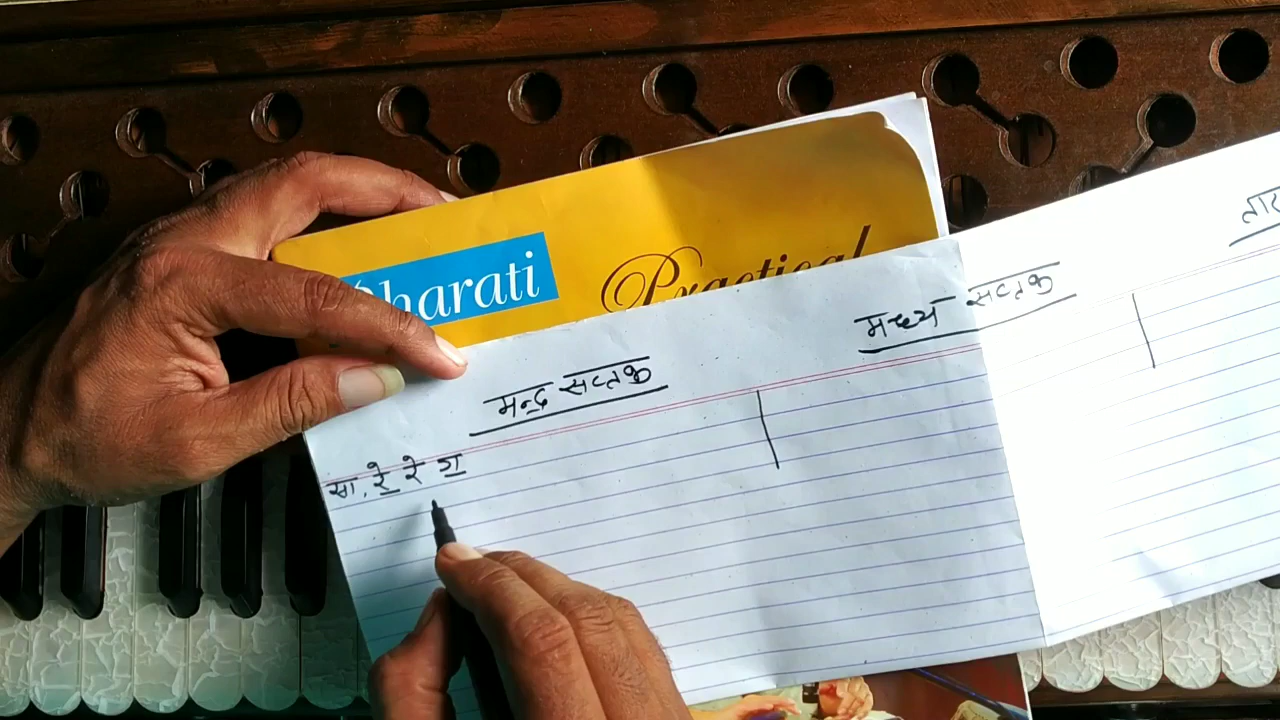 Bharati
Practical
मन्द्र सप्तक
मध्य सप्तक
तार
सा, रे॒ रे ग॒